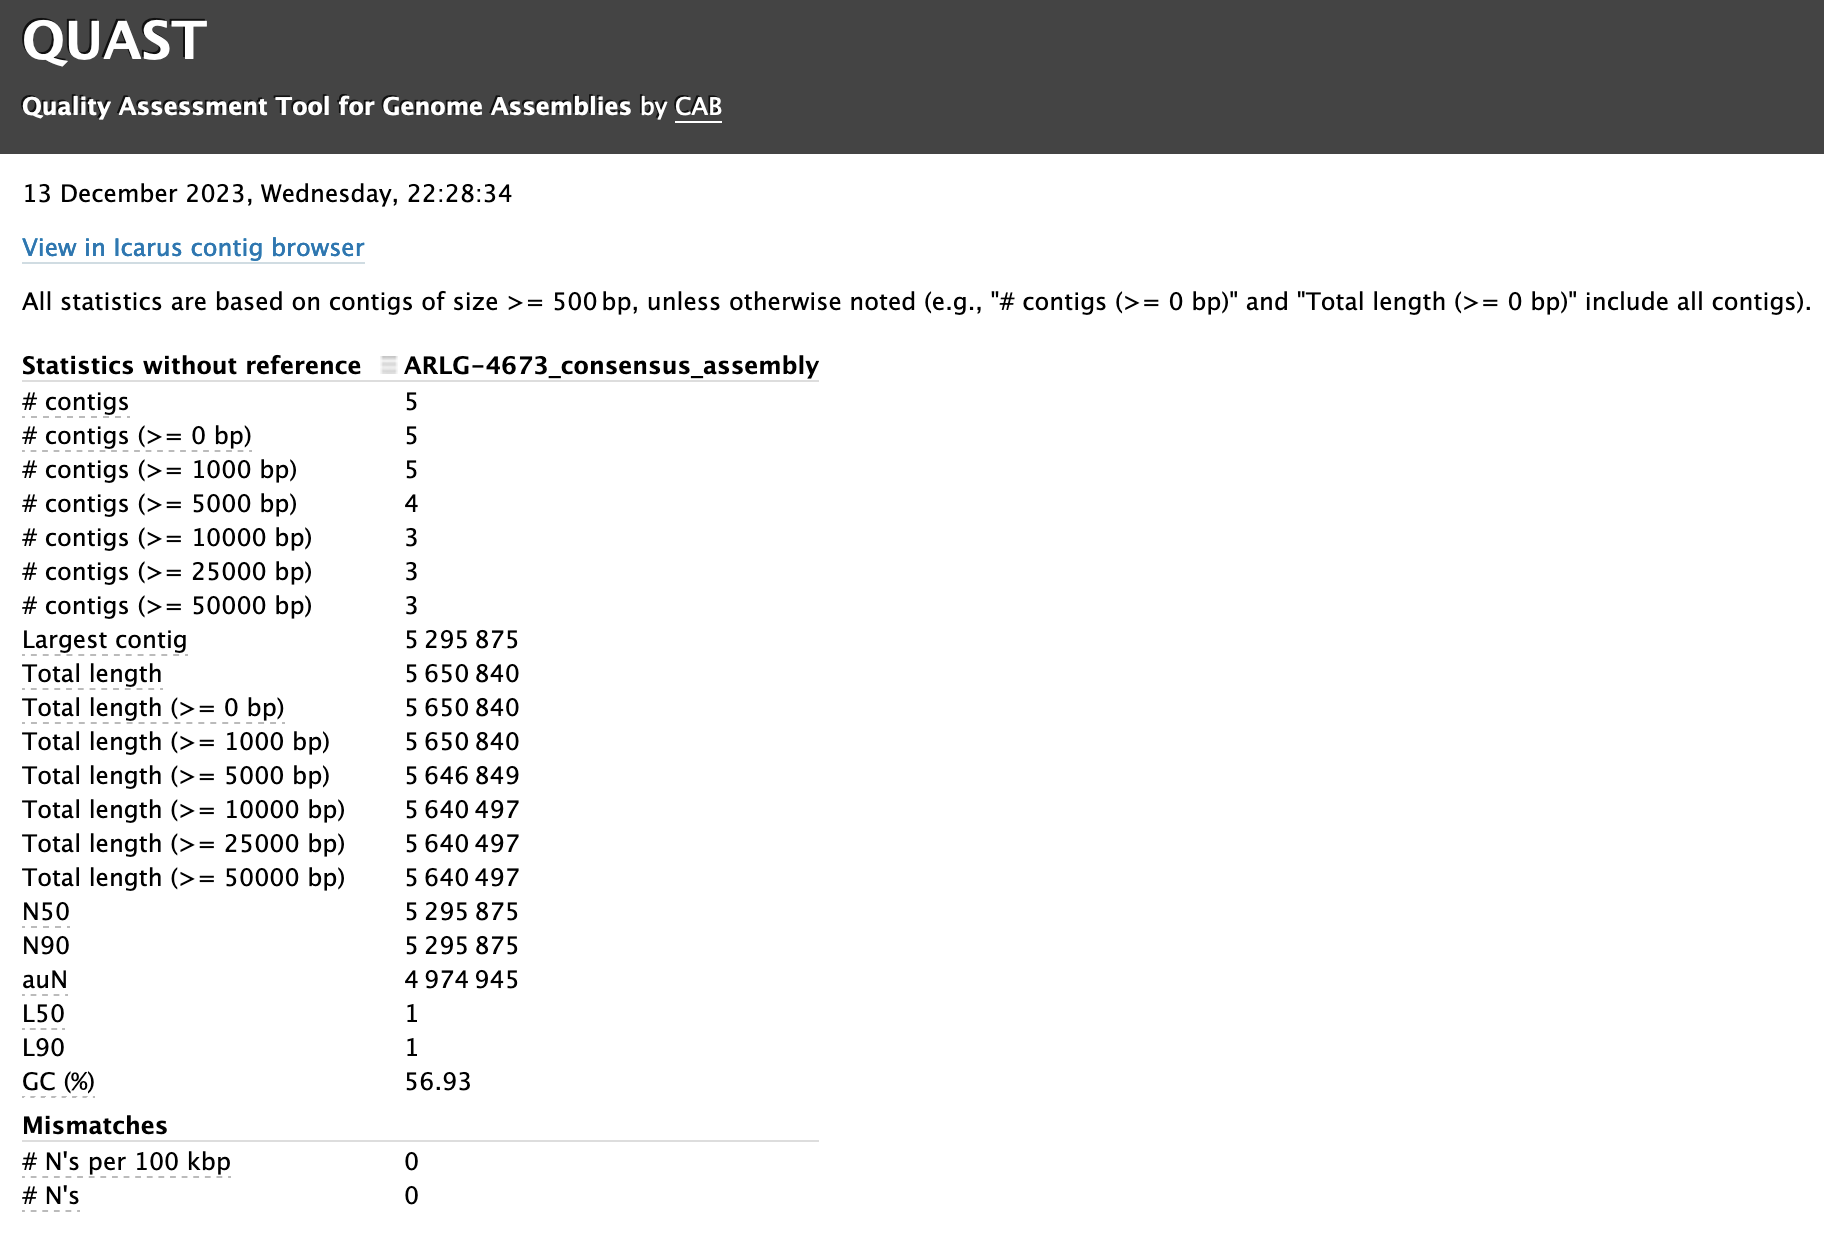 QUAST
Quality Assessment Tool for Genome Assemblies by CAB
13 December 2023, Wednesday, 22:28:34
View in Icarus contig browser
All statistics are based on contigs of size >= 500 bp, unless otherwise noted (e.g., "# contigs (>= 0 bp)" and "Total length (>= 0 bp)" include all contigs).
Statistics without reference ARLG-4673_consensus_assembly
# contigs 5
# contigs (>= 0 bp) 5
# contigs (>= 1000 bp) 5
# contigs (>= 5000 bp) 4
# contigs (>= 10000 bp) 3
# contigs (>= 25000 bp) 3
# contigs (>= 50000 bp) 3
Largest contig 5 295 875
Total length 5 650 840
Total length (>= 0 bp) 5 650 840
Total length (>= 1000 bp) 5 650 840
Total length (>= 5000 bp) 5 646 849
Total length (>= 10000 bp) 5 640 497
Total length (>= 25000 bp) 5 640 497
Total length (>= 50000 bp) 5 640 497
N50 5 295 875
N90 5 295 875
auN 4 974 945
L50 1
L90 1
GC (%) 56.93
Mismatches
# N's per 100 kbp 0
# N's 0